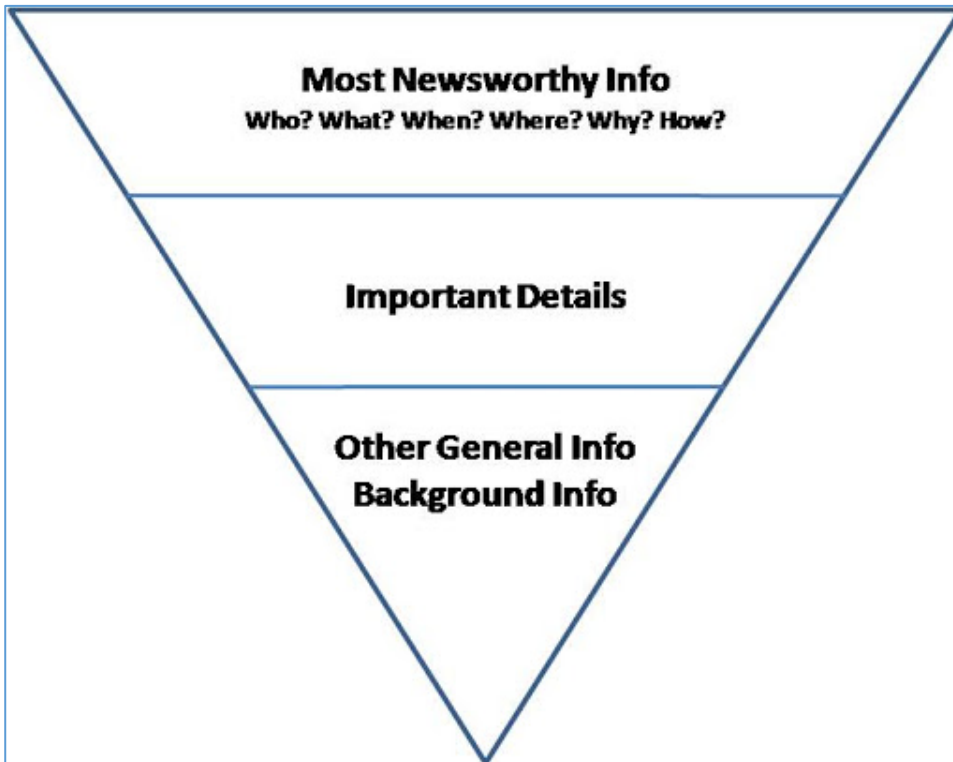 Most Newsworthy Info
Who? What? When? Where? Why? How?
Important Details
Other General Info
Background Info